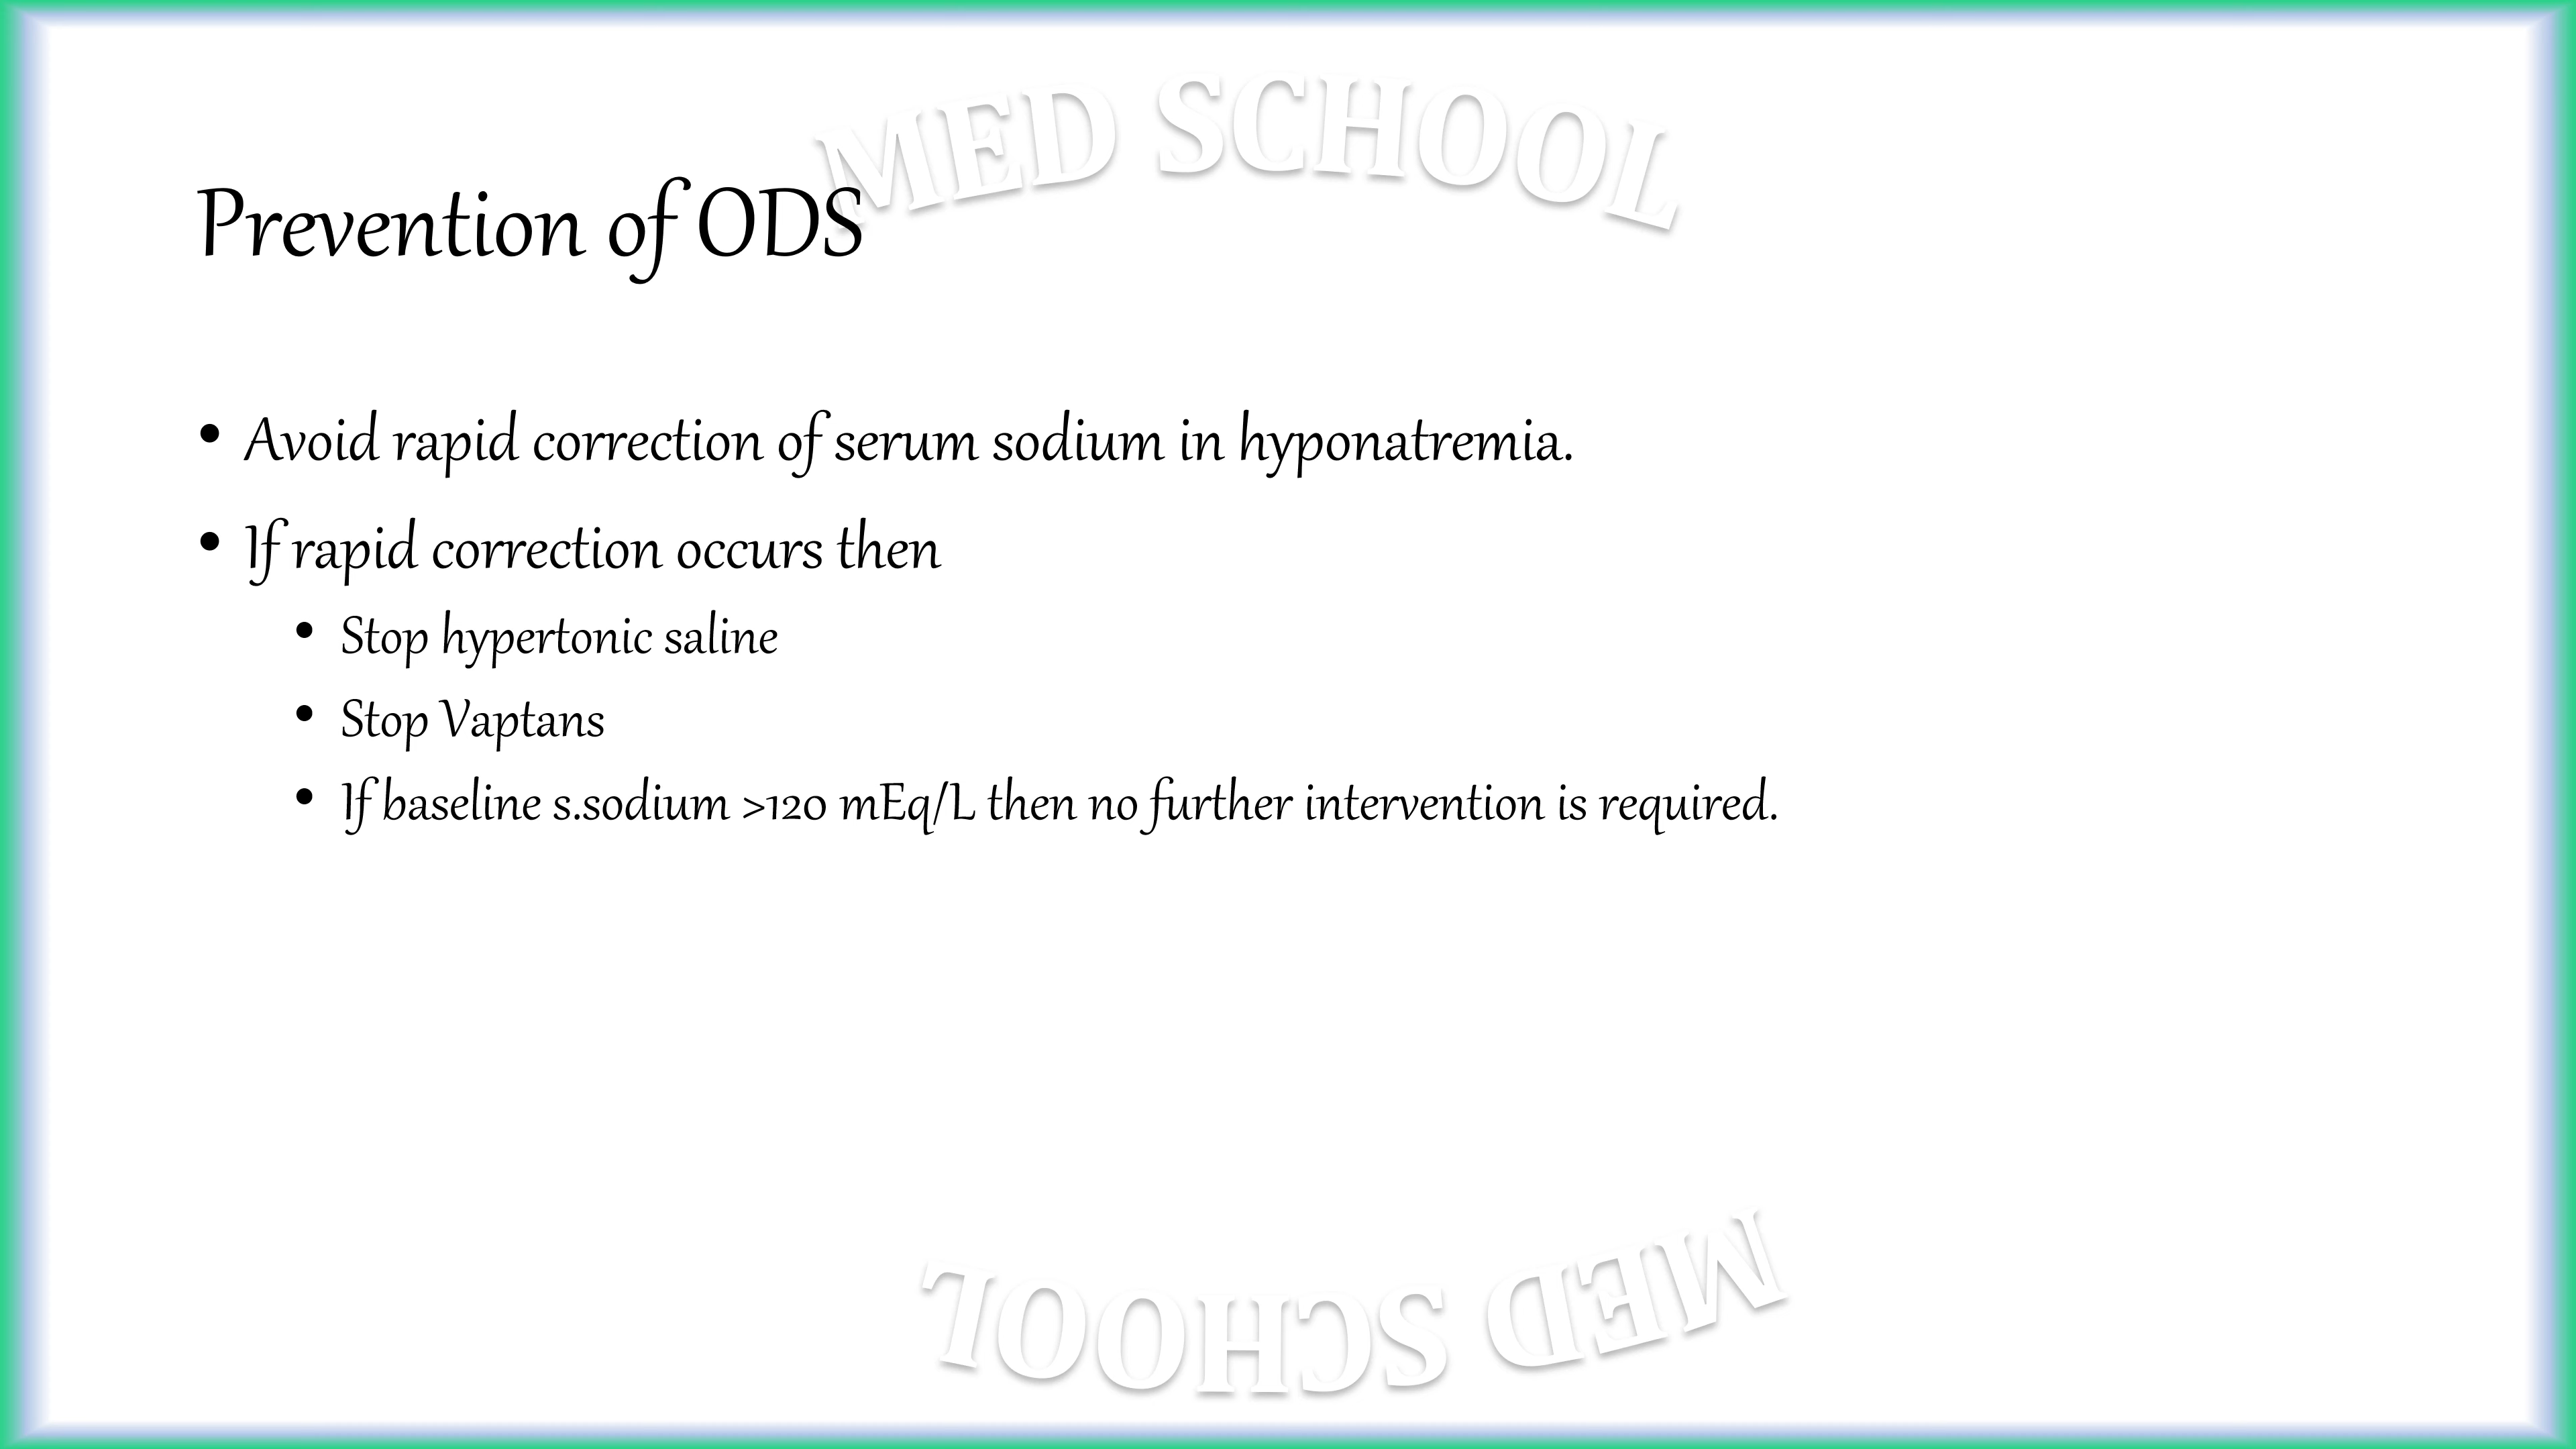 MED SCHOOL
Prevention of ODS
• Avoid rapid correction of serum sodium in hyponatremia.
• If rapid correction occurs then
• Stop hypertonic saline
• Stop Vaptans
• If baseline s.sodium >120 mEq/L then no further intervention is required.
MED SCHOOL